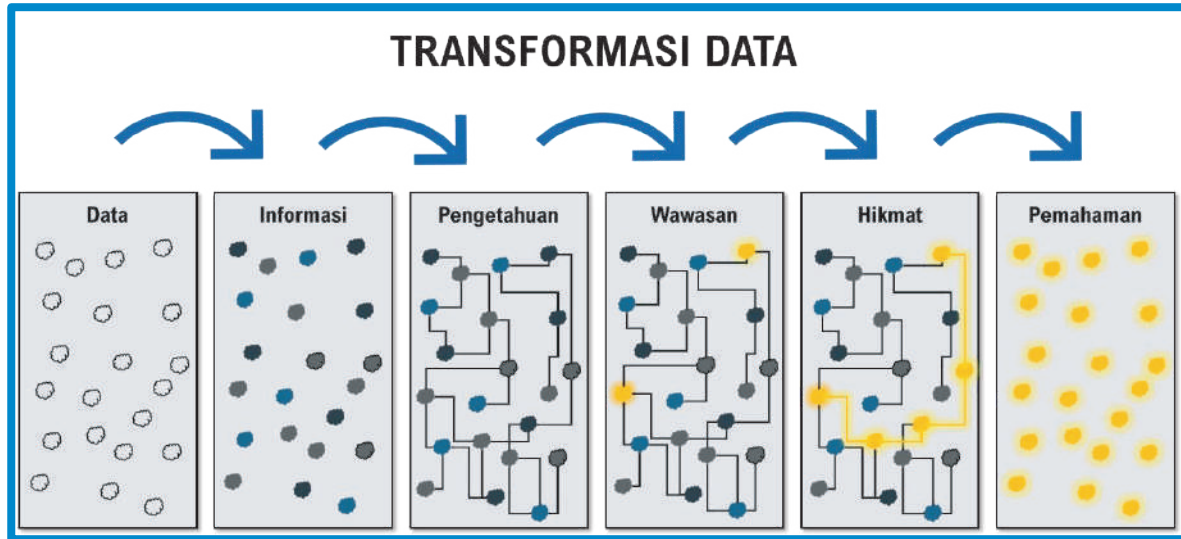 TRANSFORMASI DATA
Data
Informasi
Pengetahuan
Wawasan
Hikmat
Pemahaman